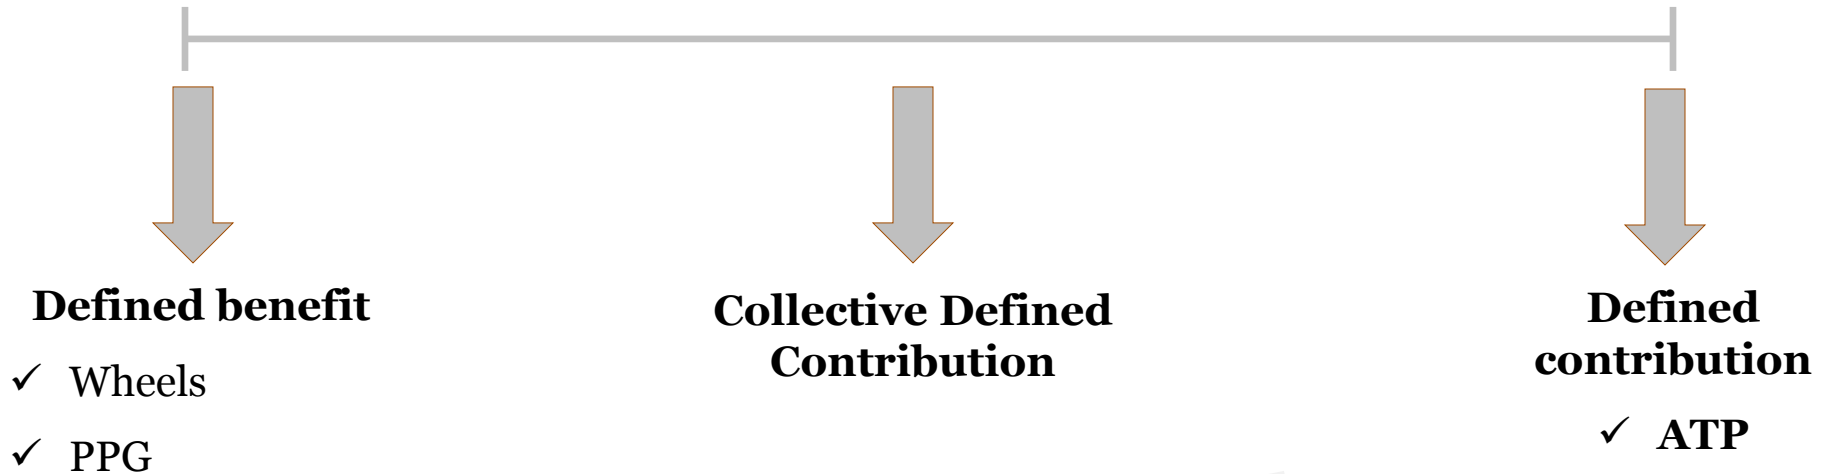 Defined benefit
✓ Wheels
✓ PPG
Collective Defined
Contribution
Defined
contribution
✓ ATP